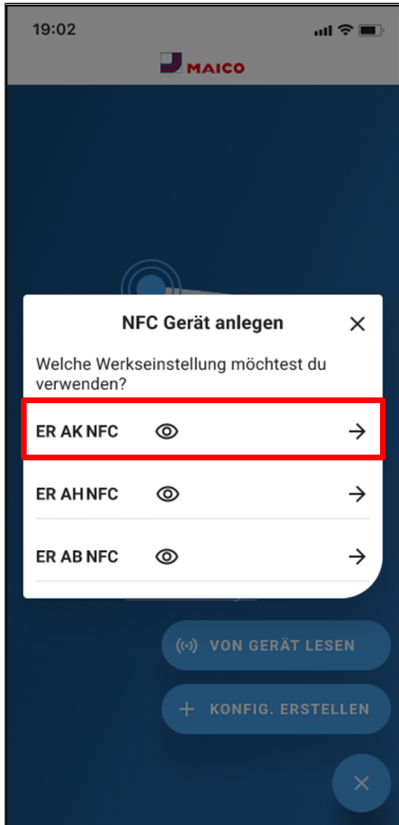 19:02
MAICO
NFC Gerät anlegen
Welche Werkseinstellung möchtest du
verwenden?
ER AK NFC
ER AH NFC
ER AB NFC
VON GERÄT LESEN
KONFIG. ERSTELLEN